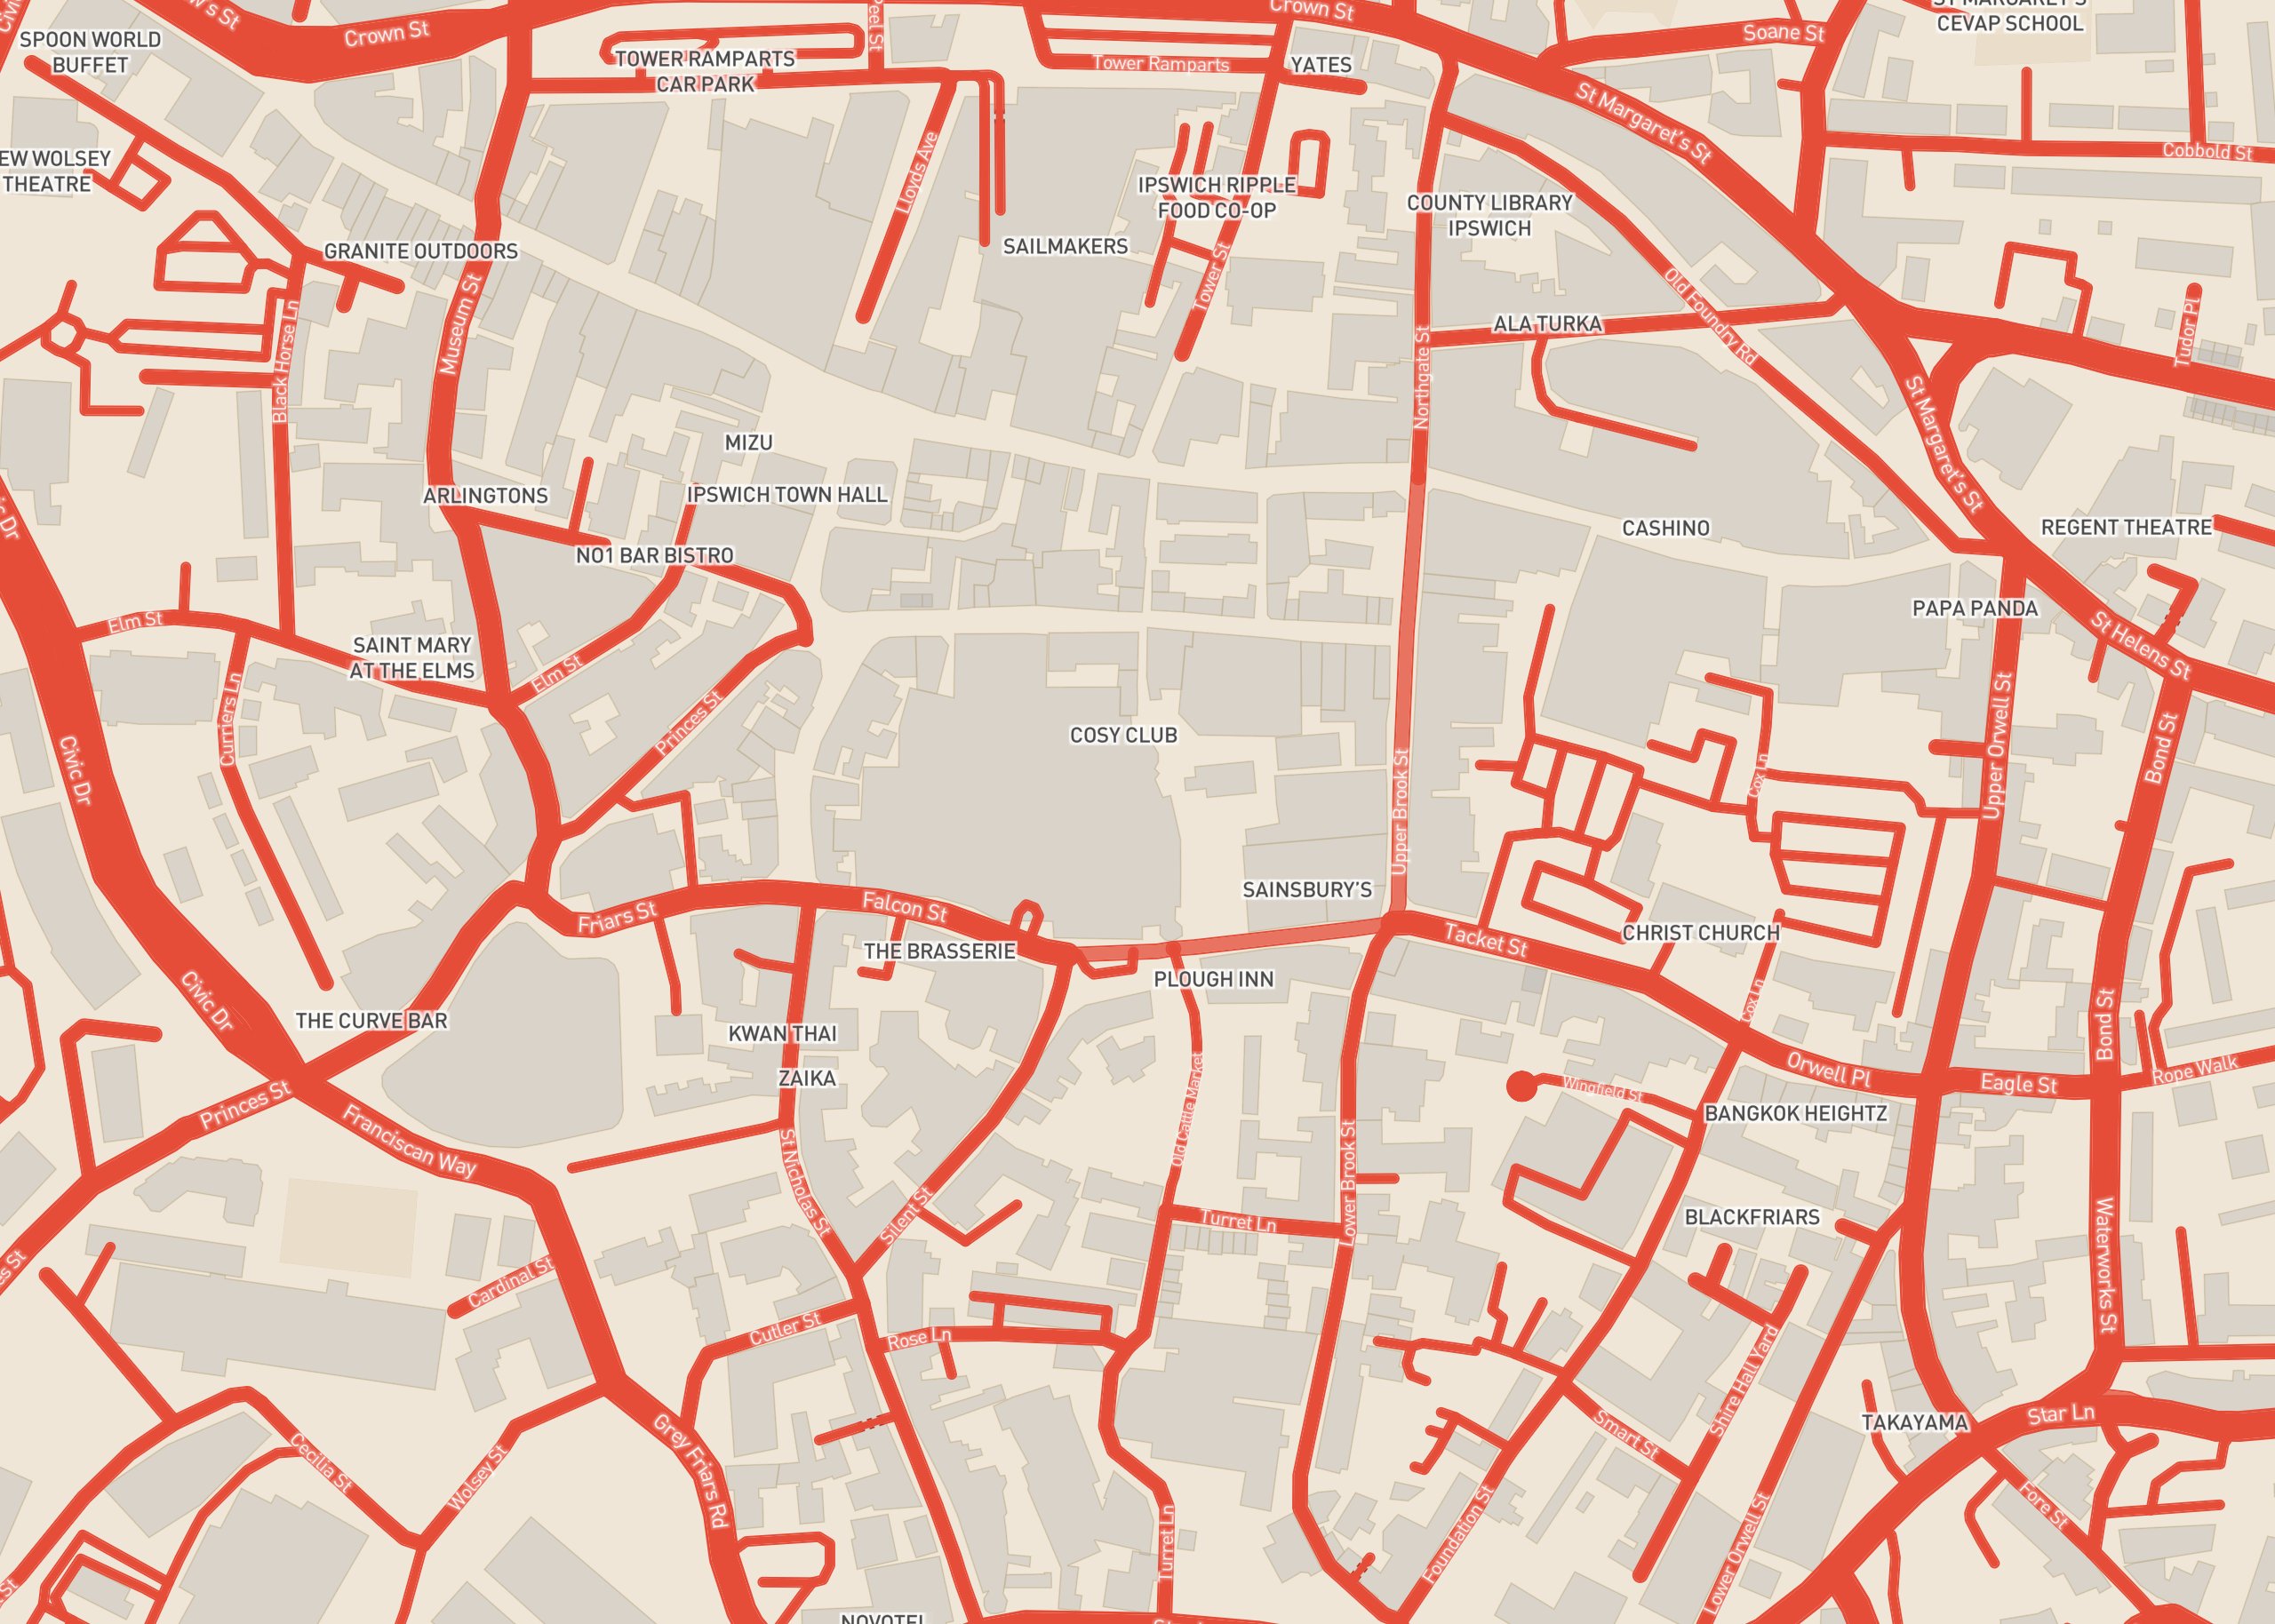 Crown St
SPOON WORLD
BUFFET
Crown St
TOWER RAMPARTS
CAR PARK
Peel St
Tower Ramparts
YATES
Soane St
CEVAP SCHOOL
St Margaret's St
Cobbold St
THEATRE
Lloyds Ave
IPSWICH RIPPLE
FOOD CO-OP
COUNTY LIBRARY
IPSWICH
GRANITE OUTDOORS
SAILMAKERS
Tower St
Museum St
Black Horse Ln
Old Foundry Rd
ALA TURKA
Northgate St
Tudor Pl
St Margaret's St
MIZU
ARLINGTONS
IPSWICH TOWN HALL
CASHINO
REGENT THEATRE
NO1 BAR BISTRO
PAPA PANDA
Elm St
SAINT MARY
AT THE ELMS
Elm St
St Helens St
Curriers Ln
Princes St
COSY CLUB
Upper Brook St
Cox Ln
Upper Orwell St
Bond St
Civic Dr
SAINSBURY'S
Friars St
Falcon St
THE BRASSERIE
Tacket St
CHRIST CHURCH
PLOUGH INN
Civic Dr
THE CURVE BAR
KWAN THAI
ZAIKA
Cox Ln
Bond St
Orwell Pl
Eagle St
Rope Walk
Princes St
Franciscan Way
Old Cattle Market
Wingfield St
BANGKOK HEIGHTZ
St Nicholas St
Silent St
Turret Ln
Lower Brook St
BLACKFRIARS
Waterworks St
Cardinal St
Cutler St
Rose Ln
Shire Hall Yard
Smart St
TAKAYAMA
Star Ln
Cecilia St
Wolsey St
Grey Friars Rd
Turret Ln
Foundation St
Lower Orwell St
Fore St
NOVOTEL